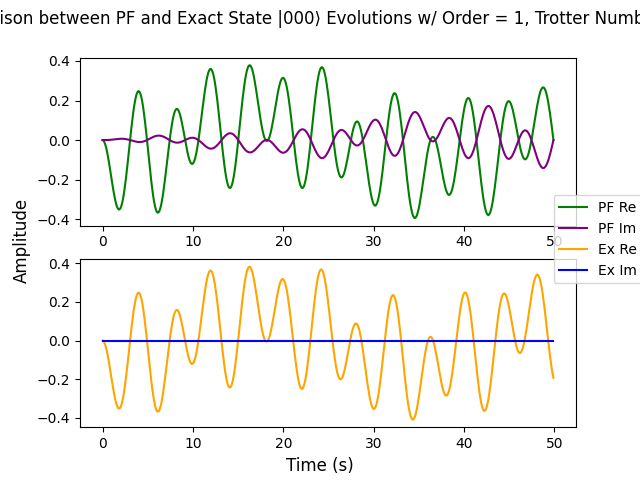 ison between PF and Exact State |000⟩ Evolutions w/ Order = 1, Trotter Numb
0.4
0.2
0.0
−0.2
−0.4
0 10 20 30 40 50
PF Re
PF Im
Ex Re
Ex Im
Amplitude
0.4
0.2
0.0
−0.2
−0.4
0 10 20 30 40 50
Time (s)